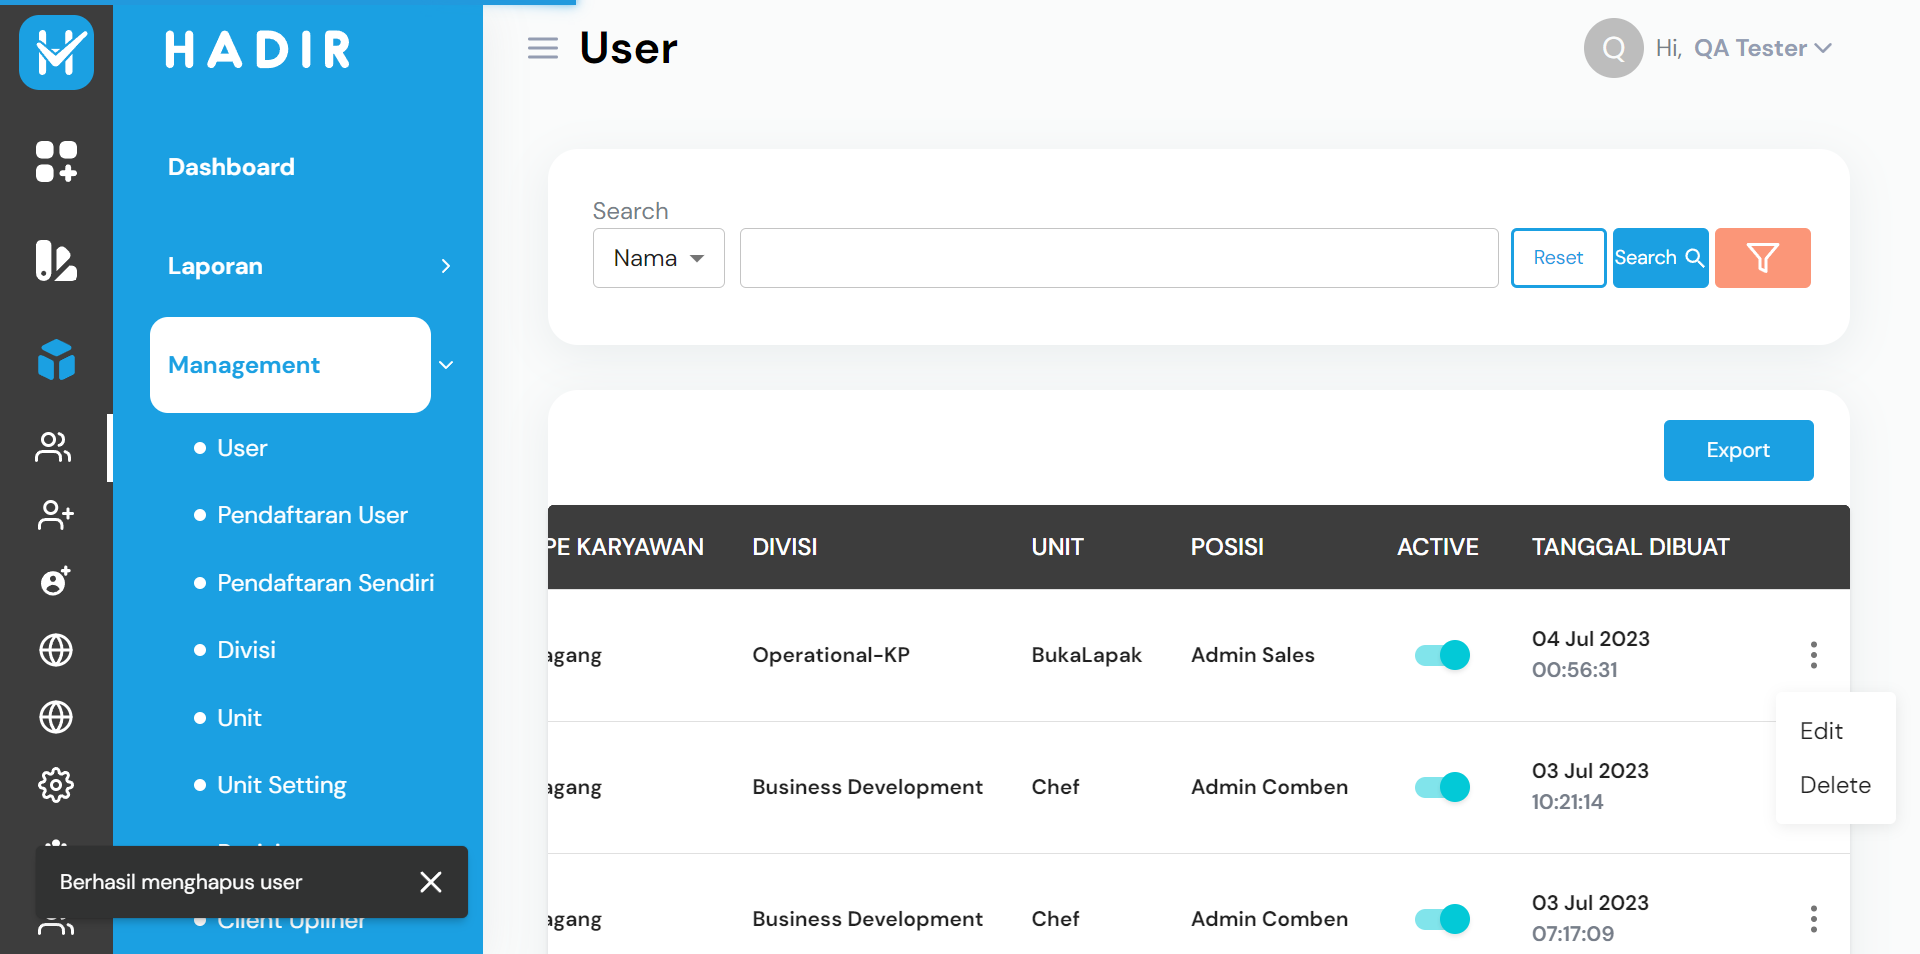 HADIR
User
Q
Hi, QA Tester
Dashboard
Laporan
Management
User
Pendaftaran User
Pendaftaran Sendiri
Divisi
Unit
Unit Setting
Client Upliner
Berhasil menghapus user
Search
Nama
Reset
Search
Export
PE KARYAWAN DIVISI UNIT POSISI ACTIVE TANGGAL DIBUAT
agang Operational-KP BukaLapak Admin Sales 04 Jul 2023
00:56:31
Edit
Delete
agang Business Development Chef Admin Comben 03 Jul 2023
10:21:14
agang Business Development Chef Admin Comben 03 Jul 2023
07:17:09